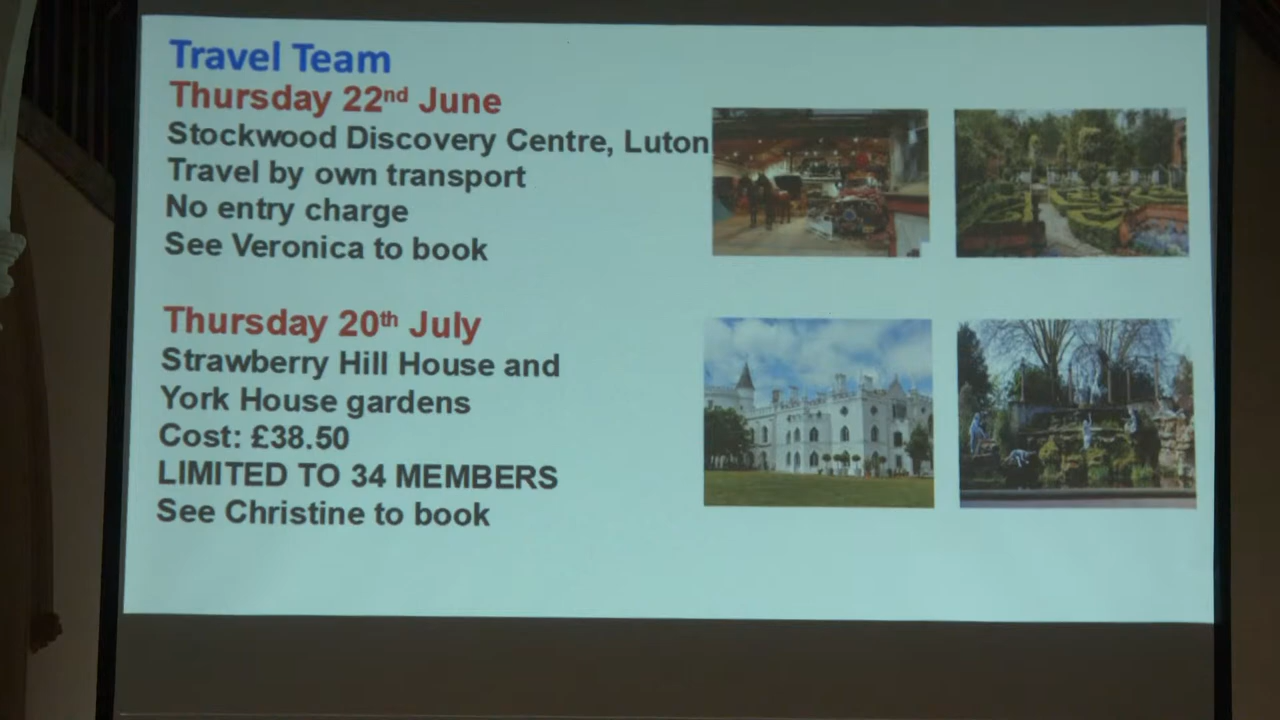 Travel Team
Thursday 22nd June
Stockwood Discovery Centre, Luton
Travel by own transport
No entry charge
See Veronica to book
Thursday 20th July
Strawberry Hill House and
York House gardens
Cost: £38.50
LIMITED TO 34 MEMBERS
See Christine to book